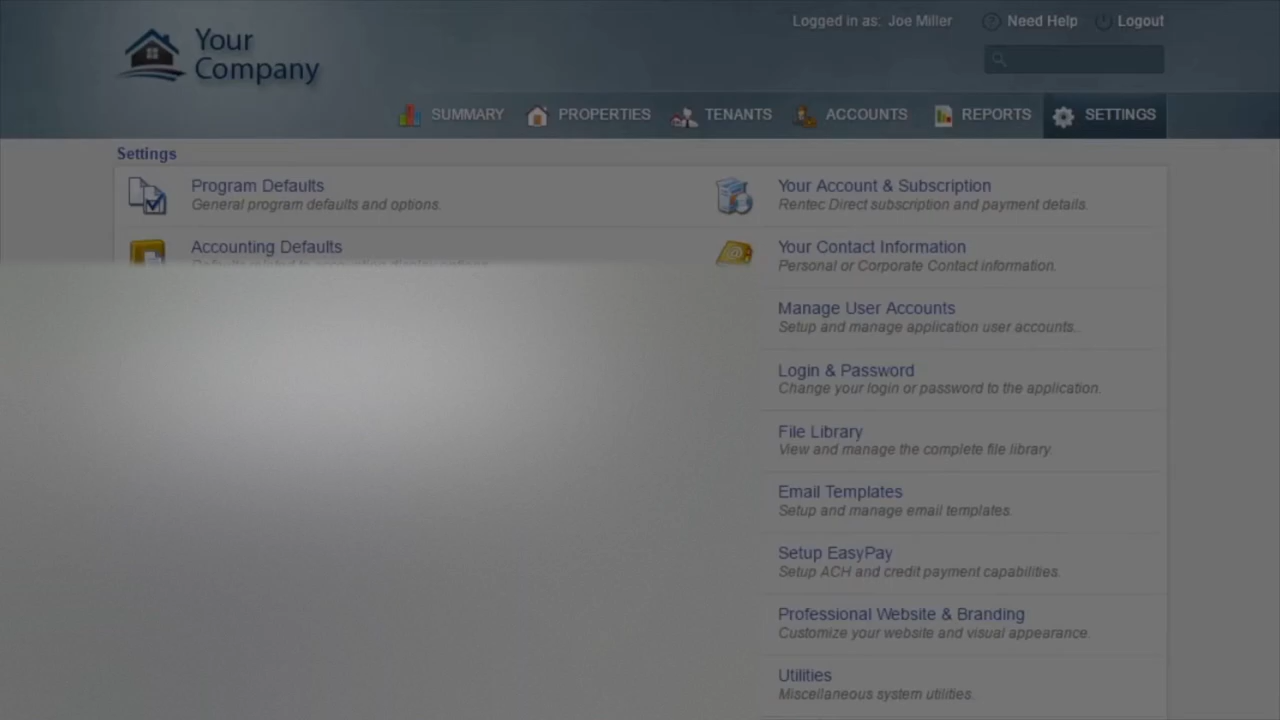 Logged in as: Joe Miller
Need Help
Logout
Your
Company
SUMMARY
PROPERTIES
TENANTS
ACCOUNTS
REPORTS
SETTINGS
Settings
Program Defaults
General program defaults and options.
Your Account & Subscription
Rentec Direct subscription and payment details.
Accounting Defaults
Your Contact Information
Personal or Corporate Contact information.
Manage User Accounts
Setup and manage application user accounts..
Login & Password
Change your login or password to the application.
File Library
View and manage the complete file library.
Email Templates
Setup and manage email templates.
Setup EasyPay
Setup ACH and credit payment capabilities.
Professional Website & Branding
Customize your website and visual appearance.
Utilities
Miscellaneous system utilities.